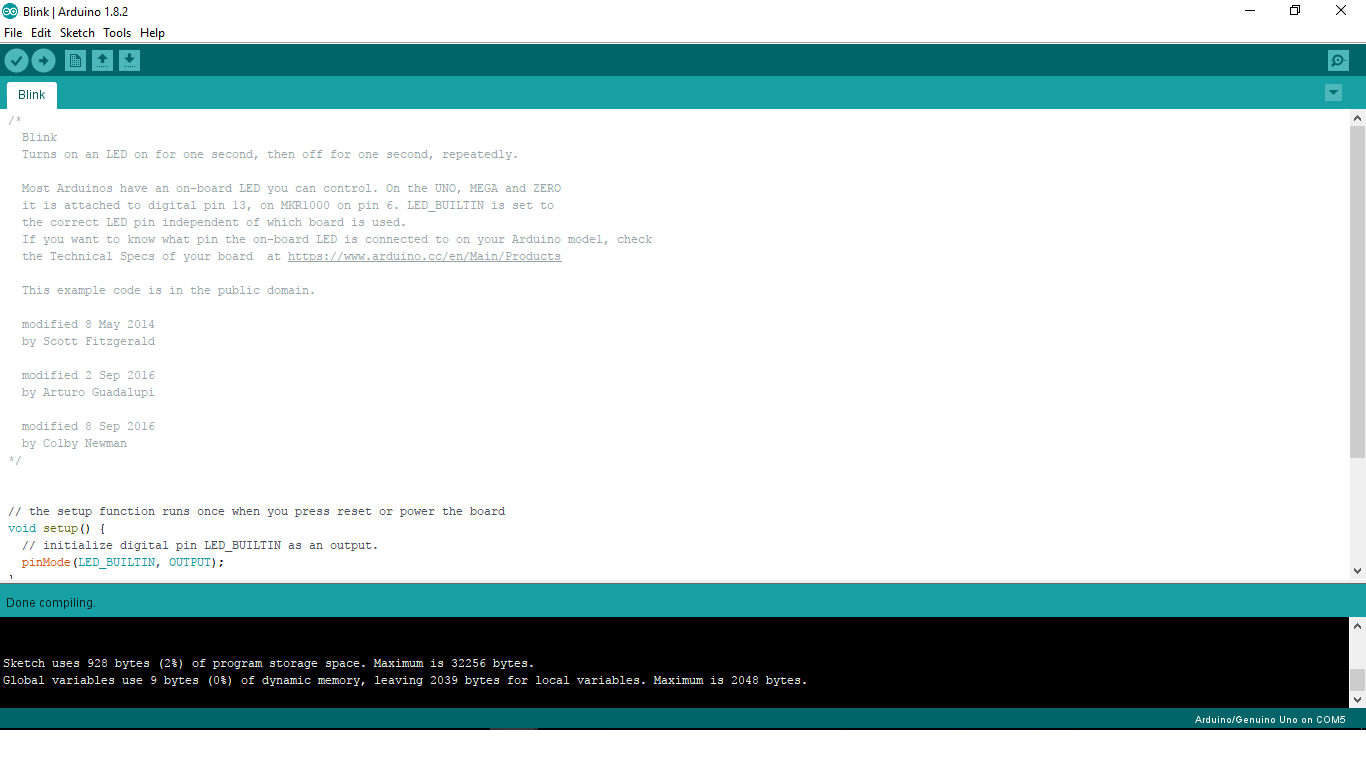 Blink | Arduino 1.8.2
File Edit Sketch Tools Help
Blink
/*
Blink
Turns on an LED on for one second, then off for one second, repeatedly.
Most Arduinos have an on-board LED you can control. On the UNO, MEGA and ZERO
it is attached to digital pin 13, on MKR1000 on pin 6. LED_BUILTIN is set to
the correct LED pin independent of which board is used.
If you want to know what pin the on-board LED is connected to on your Arduino model, check
the Technical Specs of your board  at https://www.arduino.cc/en/Main/Products
This example code is in the public domain.
modified 8 May 2014
by Scott Fitzgerald
modified 2 Sep 2016
by Arturo Guadalupi
modified 8 Sep 2016
by Colby Newman
*/
// the setup function runs once when you press reset or power the board
void setup() {
// initialize digital pin LED_BUILTIN as an output.
pinMode(LED_BUILTIN, OUTPUT);
}
Done compiling.
Sketch uses 928 bytes (2%) of program storage space. Maximum is 32256 bytes.
Global variables use 9 bytes (0%) of dynamic memory, leaving 2039 bytes for local variables. Maximum is 2048 bytes.
Arduino/Genuino Uno on COM5